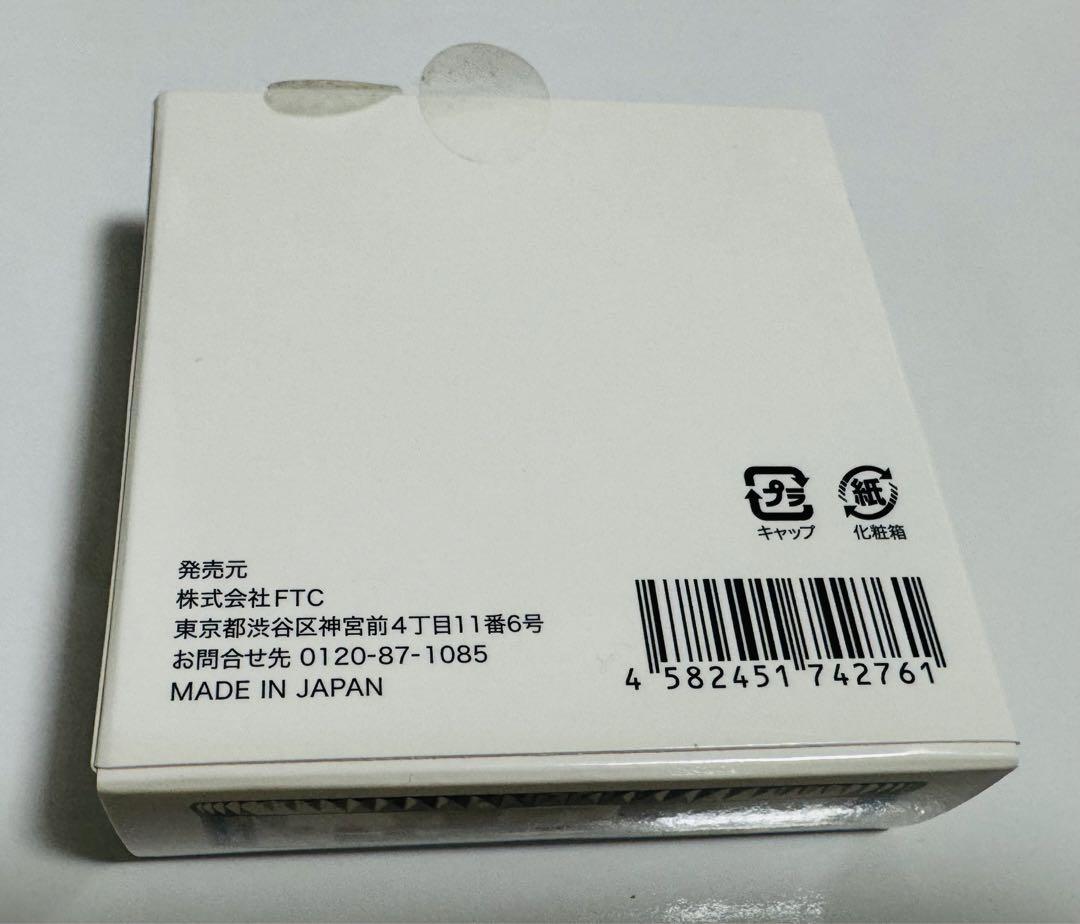 プラ
キャップ
紙
化粧箱
発売元
株式会社FTC
東京都渋谷区神宮前4丁目11番6号
お問合せ先 0120-87-1085
MADE IN JAPAN
4 582451 742761